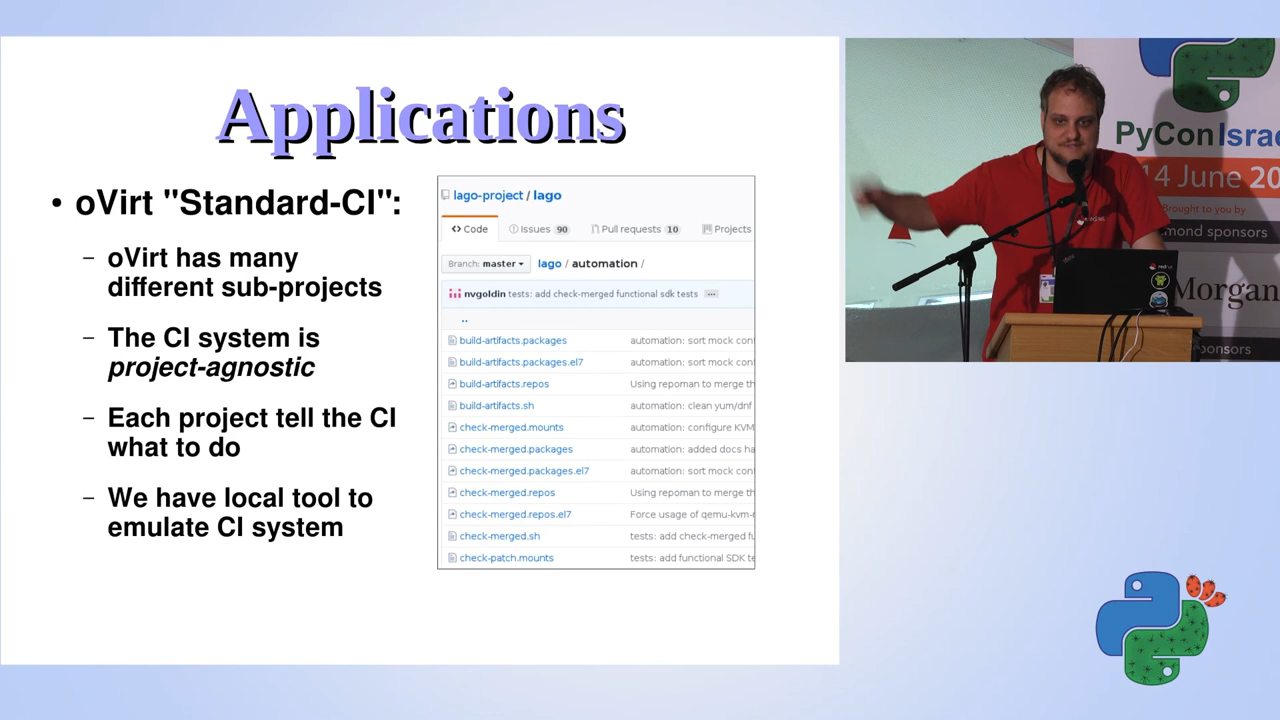 Applications
• oVirt "Standard-CI":
– oVirt has many
different sub-projects
– The CI system is
project-agnostic
– Each project tell the CI
what to do
– We have local tool to
emulate CI system
lago-project / lago
Code Issues 90 Pull requests 10 Projects
Branch: master lago / automation /
nvgoldin tests: add check-merged functional sdk tests ...
..
build-artifacts.packages automation: sort mock con
build-artifacts.packages.el7 automation: sort mock con
build-artifacts.repos Using repoman to merge th
build-artifacts.sh automation: clean yum/dnf
check-merged.mounts automation: configure KVM
check-merged.packages automation: added docs ha
check-merged.packages.el7 automation: sort mock con
check-merged.repos Using repoman to merge th
check-merged.repos.el7 Force usage of qemu-kvm-
check-merged.sh tests: add check-merged fu
check-patch.mounts tests: add functional SDK te
PyCon Isra
14 June 20
Brought to you by
mond sponsors
Morgan
ponsors